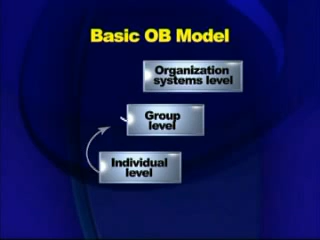 Basic OB Model
Organization
systems level
Group
level
Individual
level